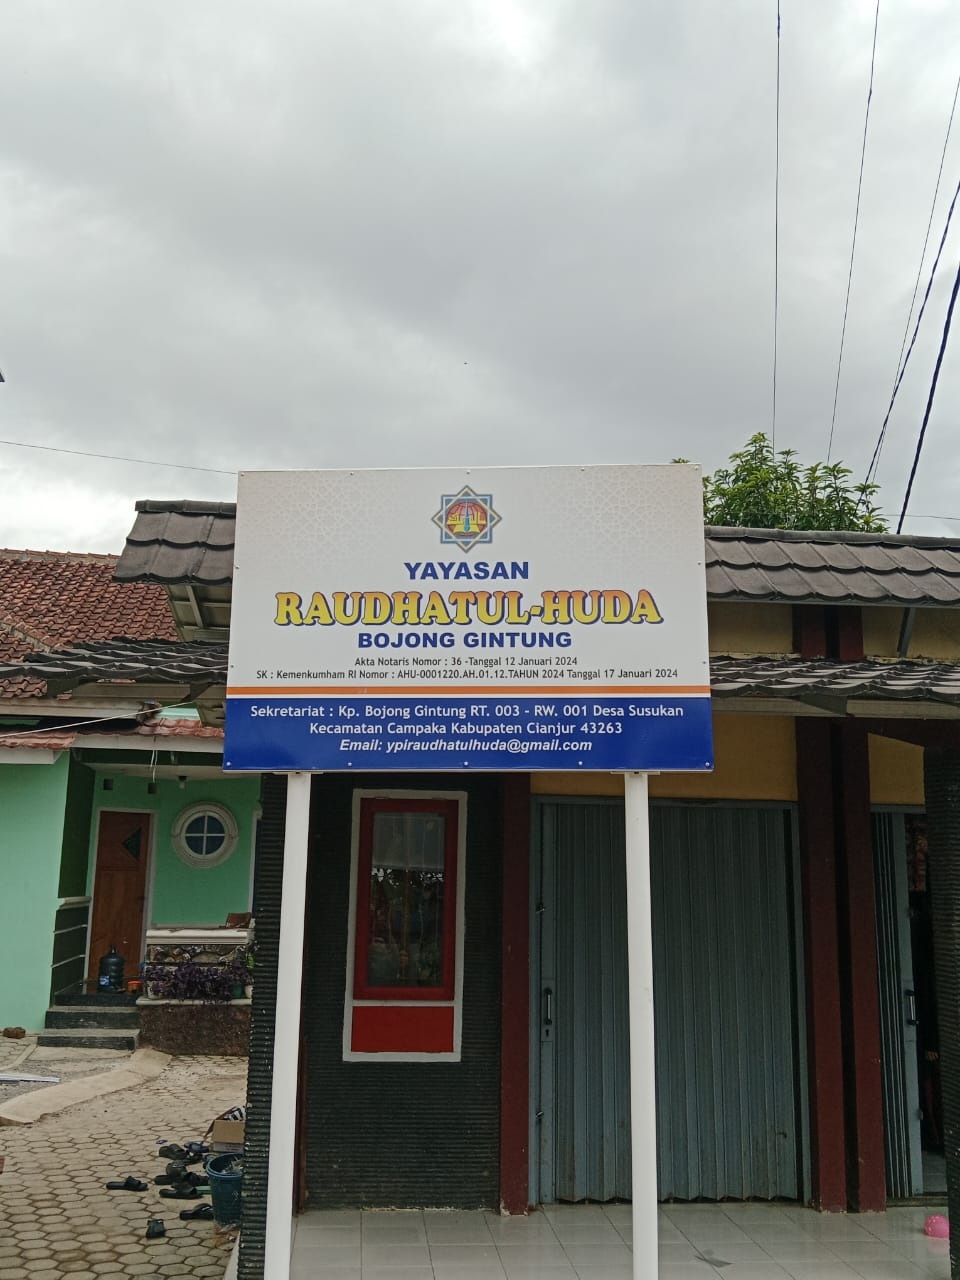 YAYASAN
RAUDHATUL-HUDA
BOJONG GINTUNG
Akta Notaris Nomor : 36 -Tanggal 12 Januari 2024
SK : Kemenkumham RI Nomor : AHU-0001220.AH.01.12.TAHUN 2024 Tanggal 17 Januari 2024
Sekretariat : Kp. Bojong Gintung RT. 003 - RW. 001 Desa Susukan
Kecamatan Campaka Kabupaten Cianjur 43263
Email: ypiraudhatulhuda@gmail.com